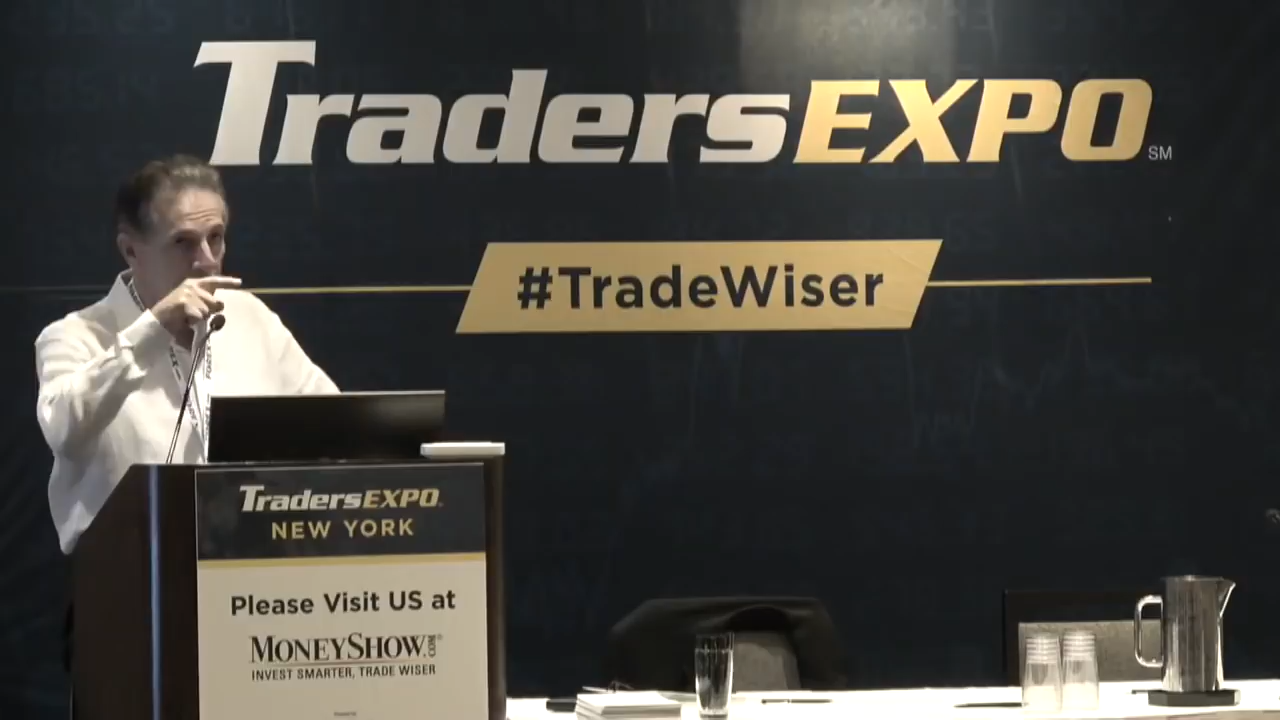 TradersEXPO SM
#TradeWiser
TradersEXPO
NEW YORK
Please Visit US at
MONEYSHOW.COM®
INVEST SMARTER, TRADE WISER